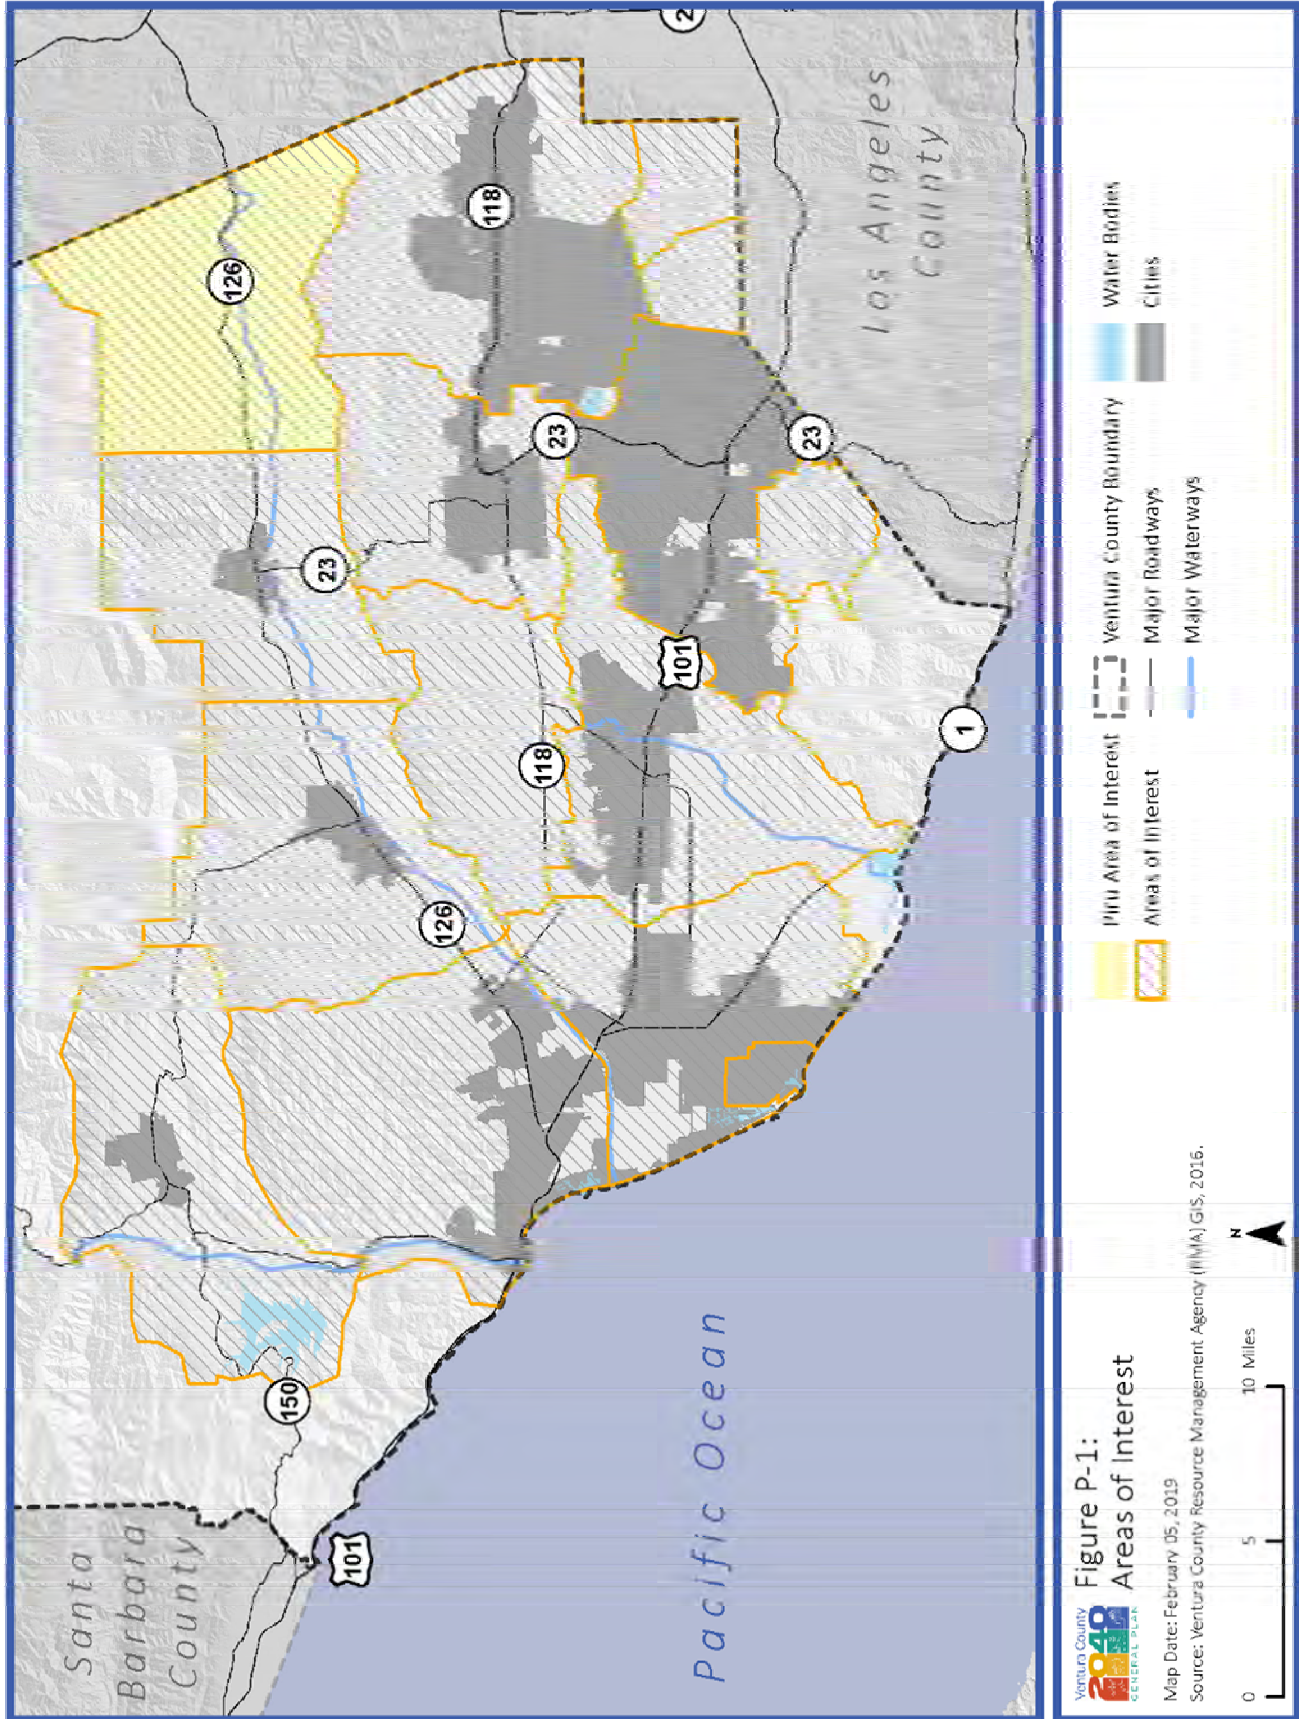 Santa
Barbara
County
Pacific Ocean
Los Angeles
County
101
150
126
118
101
1
23
126
23
23
118
2
Ventura County
2040
GENERAL PLAN
Figure P-1:
Areas of Interest
Map Date: February 05, 2019
Source: Ventura County Resource Management Agency (RMA) GIS, 2016.
0
5
10 Miles
N
Piru Area of Interest
Areas of Interest
Ventura County Boundary
Major Roadways
Major Waterways
Water Bodies
Cities